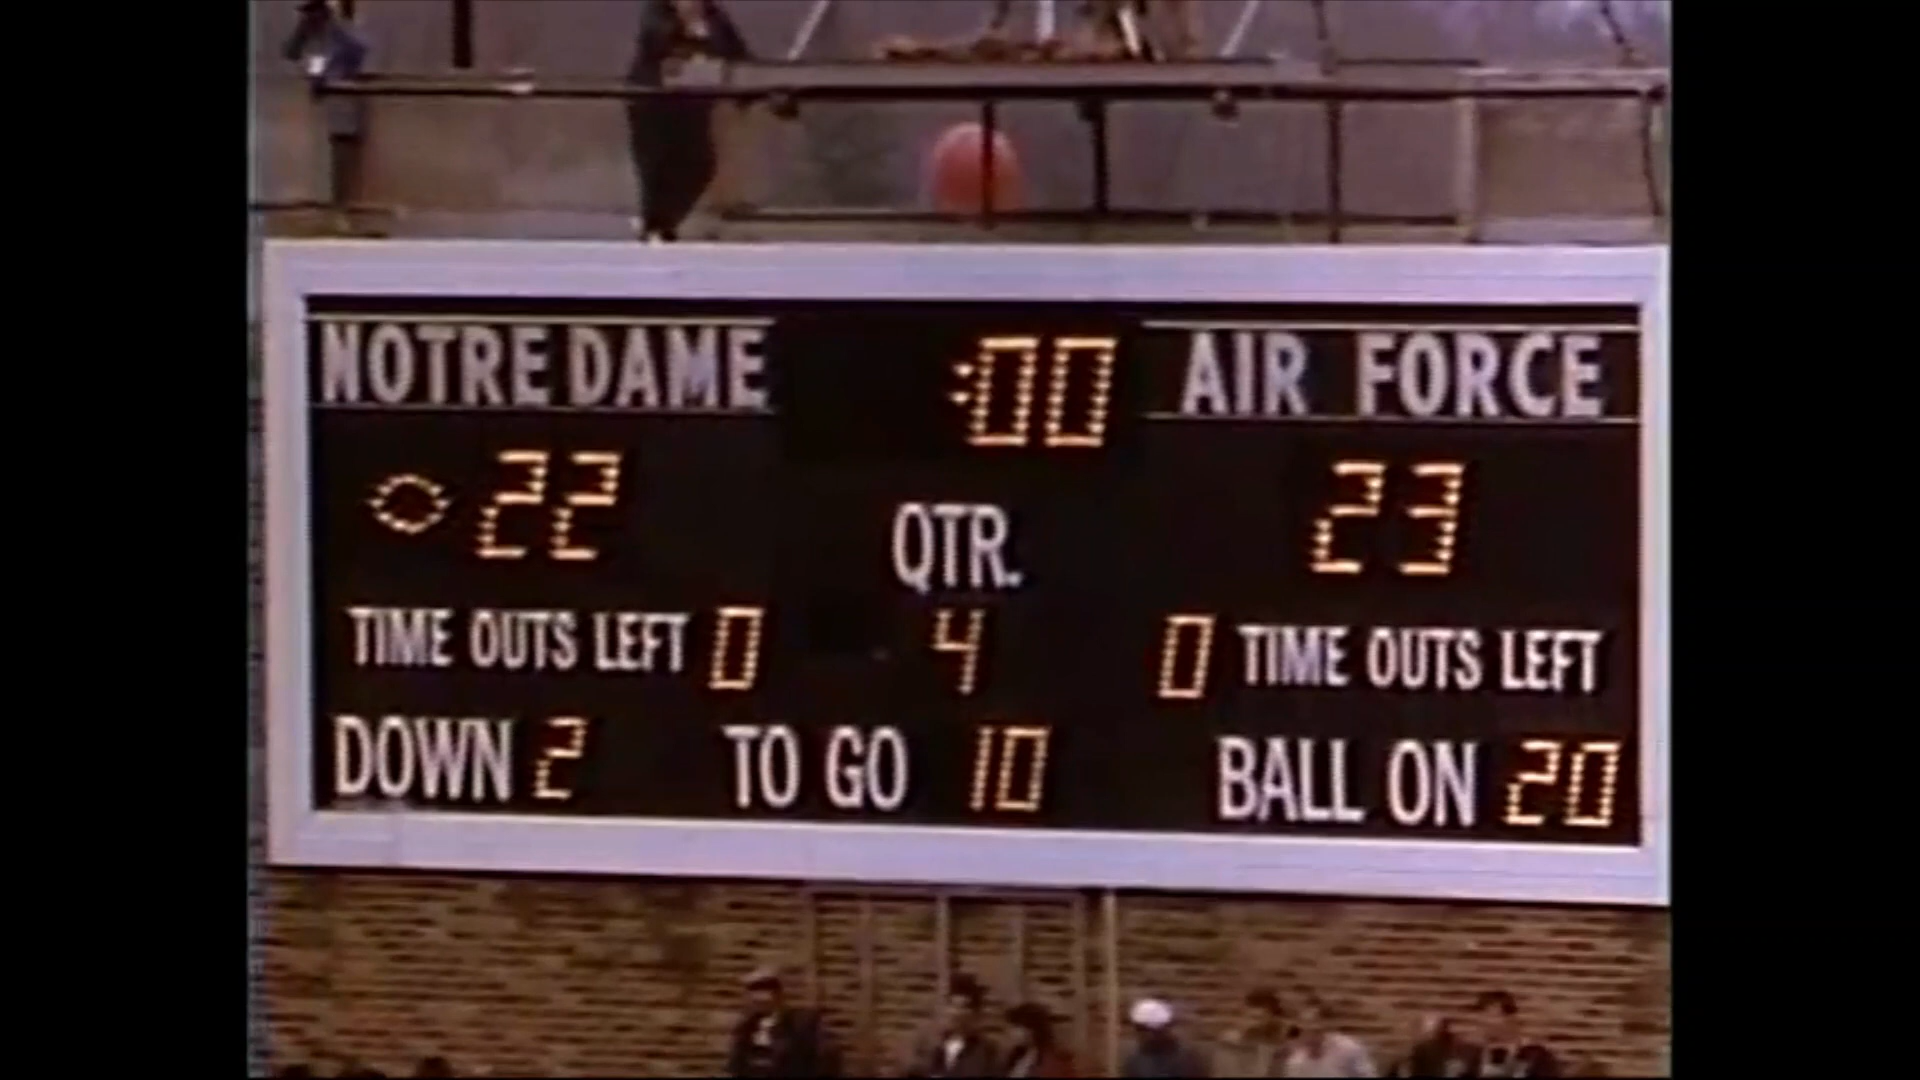 NOTRE DAME :00 AIR FORCE
22 23
QTR.
TIME OUTS LEFT 0 4 0 TIME OUTS LEFT
DOWN 2 TO GO 10 BALL ON 20